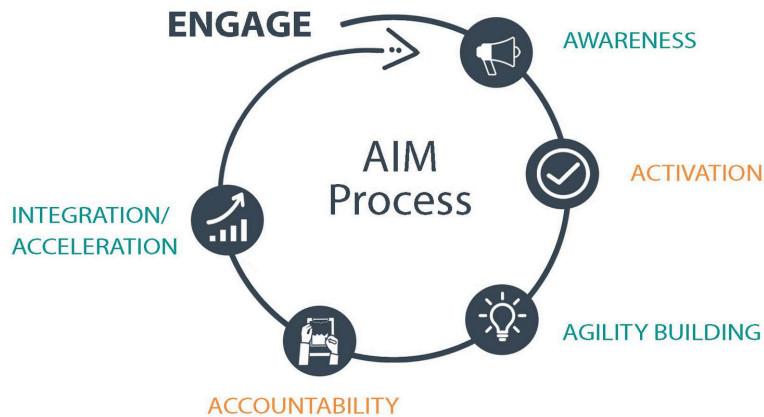 ENGAGE
AWARENESS
AIM
Process
ACTIVATION
INTEGRATION/
ACCELERATION
AGILITY BUILDING
ACCOUNTABILITY